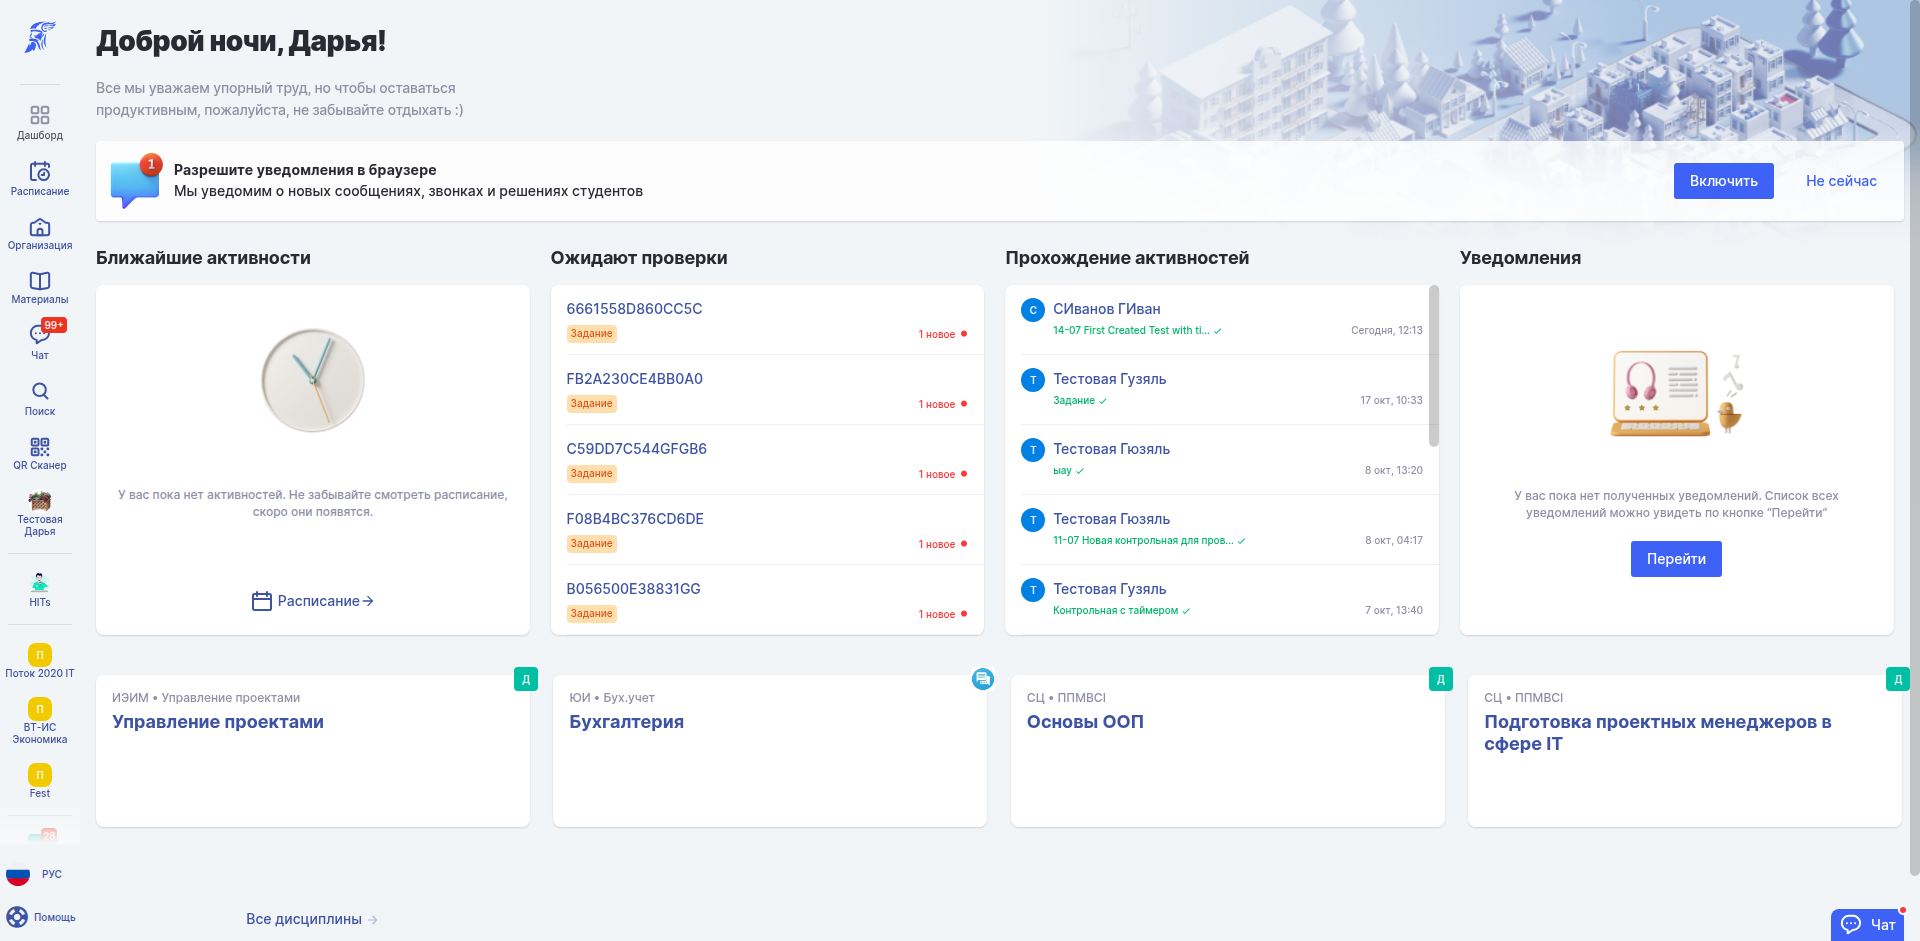 Доброй ночи, Дарья!
Все мы уважаем упорный труд, но чтобы оставаться
продуктивным, пожалуйста, не забывайте отдыхать :)
Дашборд
Расписание
Организация
Материалы
99+
Чат
Поиск
QR Сканер
Тестовая
Дарья
HITs
П
Поток 2020 IT
П
ВТ-ИС
Экономика
П
Fest
28
РУС
Помощь
1
Разрешите уведомления в браузере
Мы уведомим о новых сообщениях, звонках и решениях студентов
Включить
Не сейчас
Ближайшие активности
У вас пока нет активностей. Не забывайте смотреть расписание,
скоро они появятся.
Расписание
Ожидают проверки
6661558D860CC5C
Задание
1 новое
FB2A230CE4BB0A0
Задание
1 новое
C59DD7C544GFGB6
Задание
1 новое
F08B4BC376CD6DE
Задание
1 новое
B056500E38831GG
Задание
1 новое
Прохождение активностей
С
СИванов ГИван
14-07 First Created Test with ti...
Сегодня, 12:13
Т
Тестовая Гузяль
Задание
17 окт, 10:33
Т
Тестовая Гюзяль
ыау
8 окт, 13:20
Т
Тестовая Гюзяль
11-07 Новая контрольная для пров...
8 окт, 04:17
Т
Тестовая Гузяль
Контрольная с таймером
7 окт, 13:40
Уведомления
У вас пока нет полученных уведомлений. Список всех
уведомлений можно увидеть по кнопке “Перейти”
Перейти
Д
ИЭИМ • Управление проектами
Управление проектами
ЮИ • Бух.учет
Бухгалтерия
Д
СЦ • ППМВСI
Основы ООП
Д
СЦ • ППМВСI
Подготовка проектных менеджеров в
сфере IT
Все дисциплины
Чат